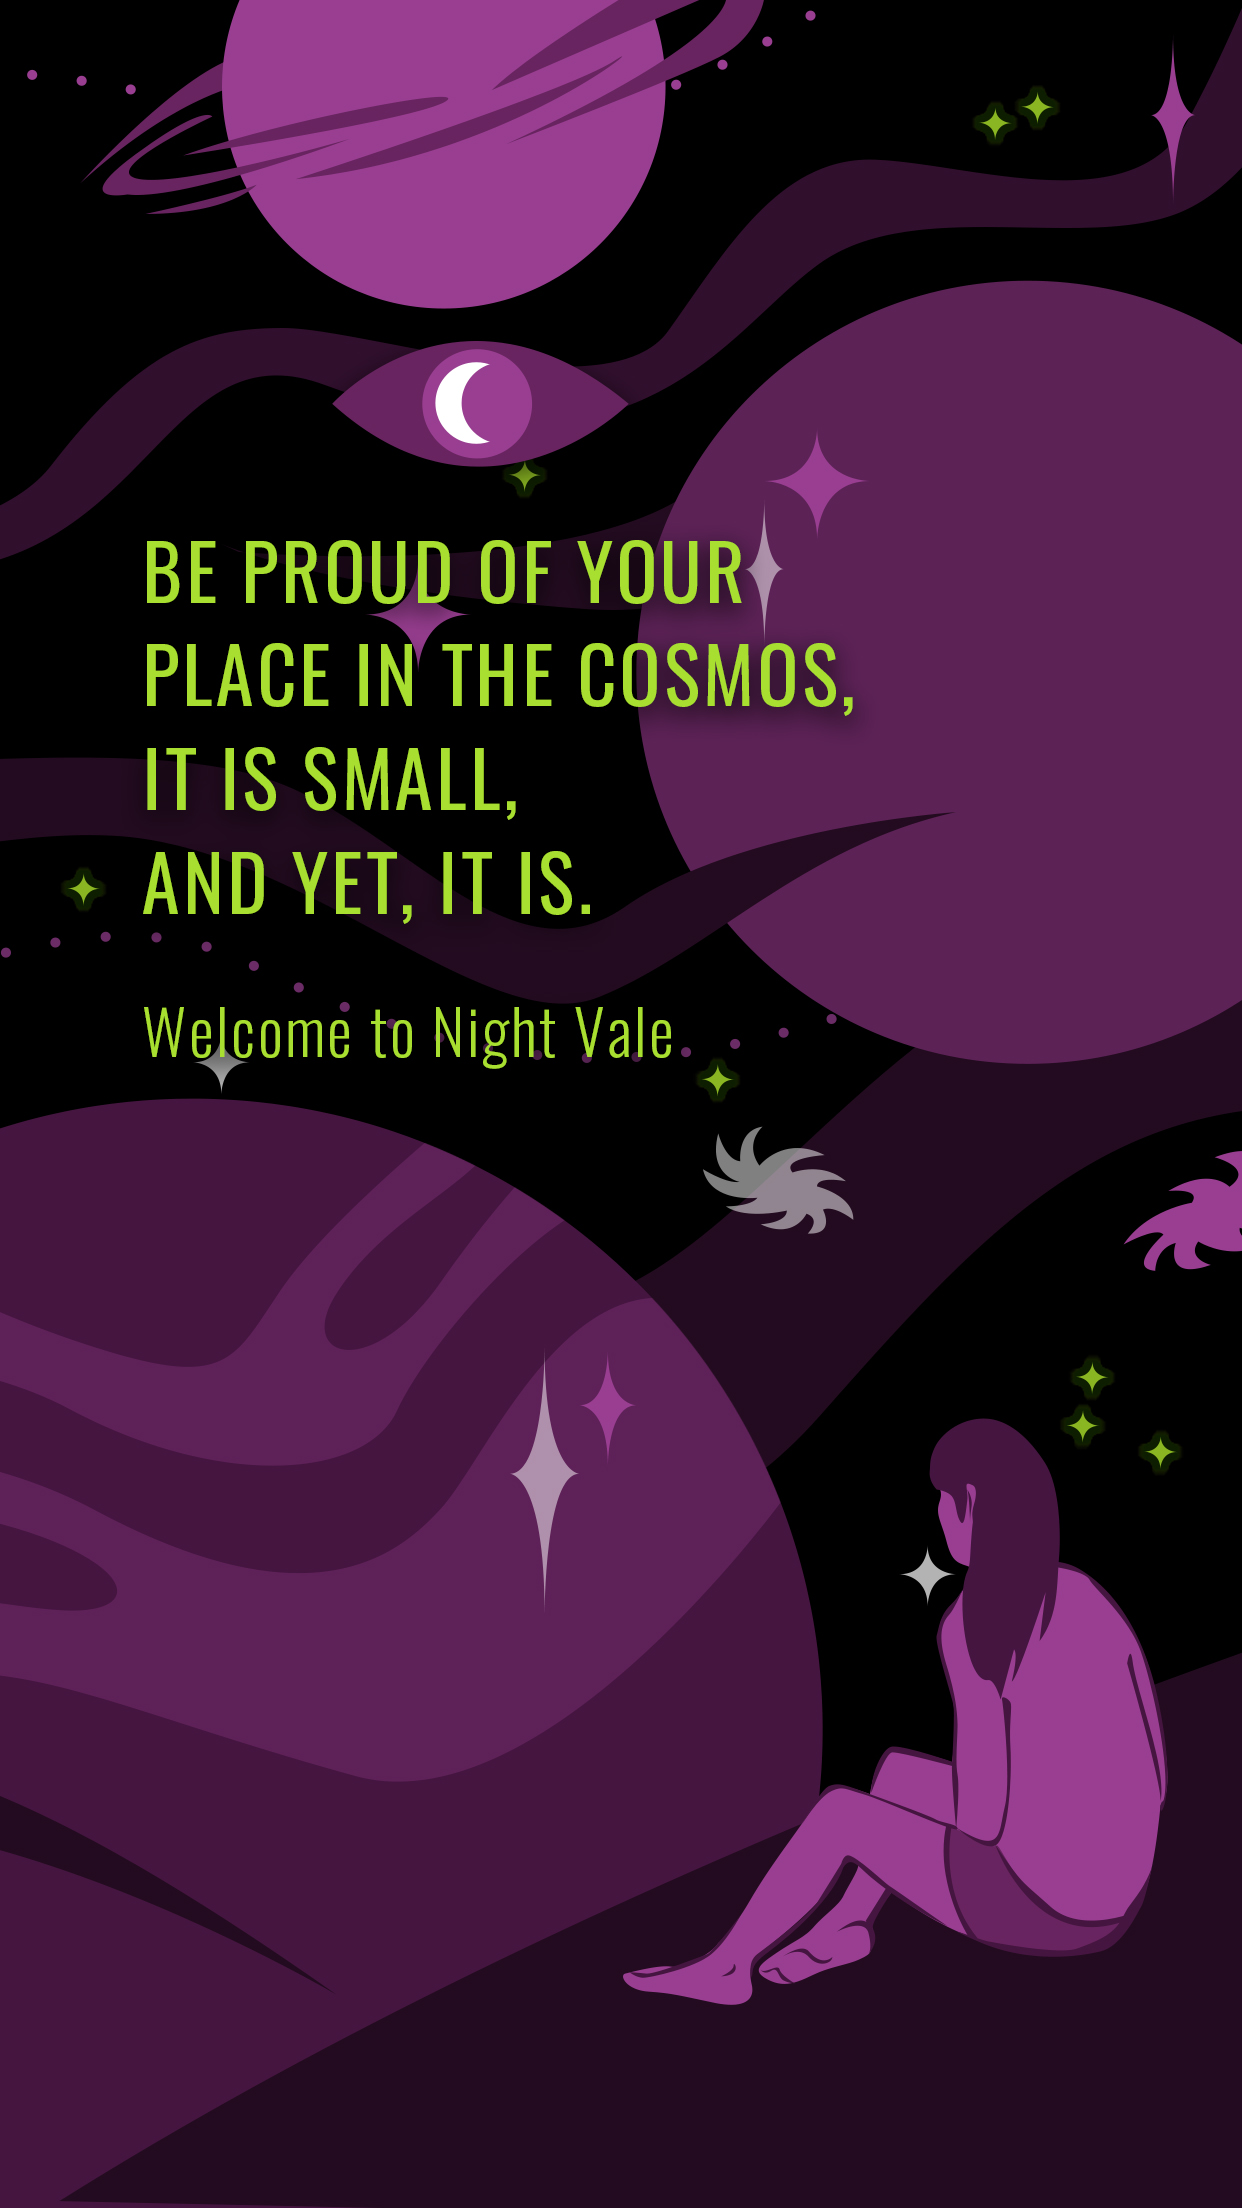 BE PROUD OF YOUR
PLACE IN THE COSMOS,
IT IS SMALL,
AND YET, IT IS.
Welcome to Night Vale